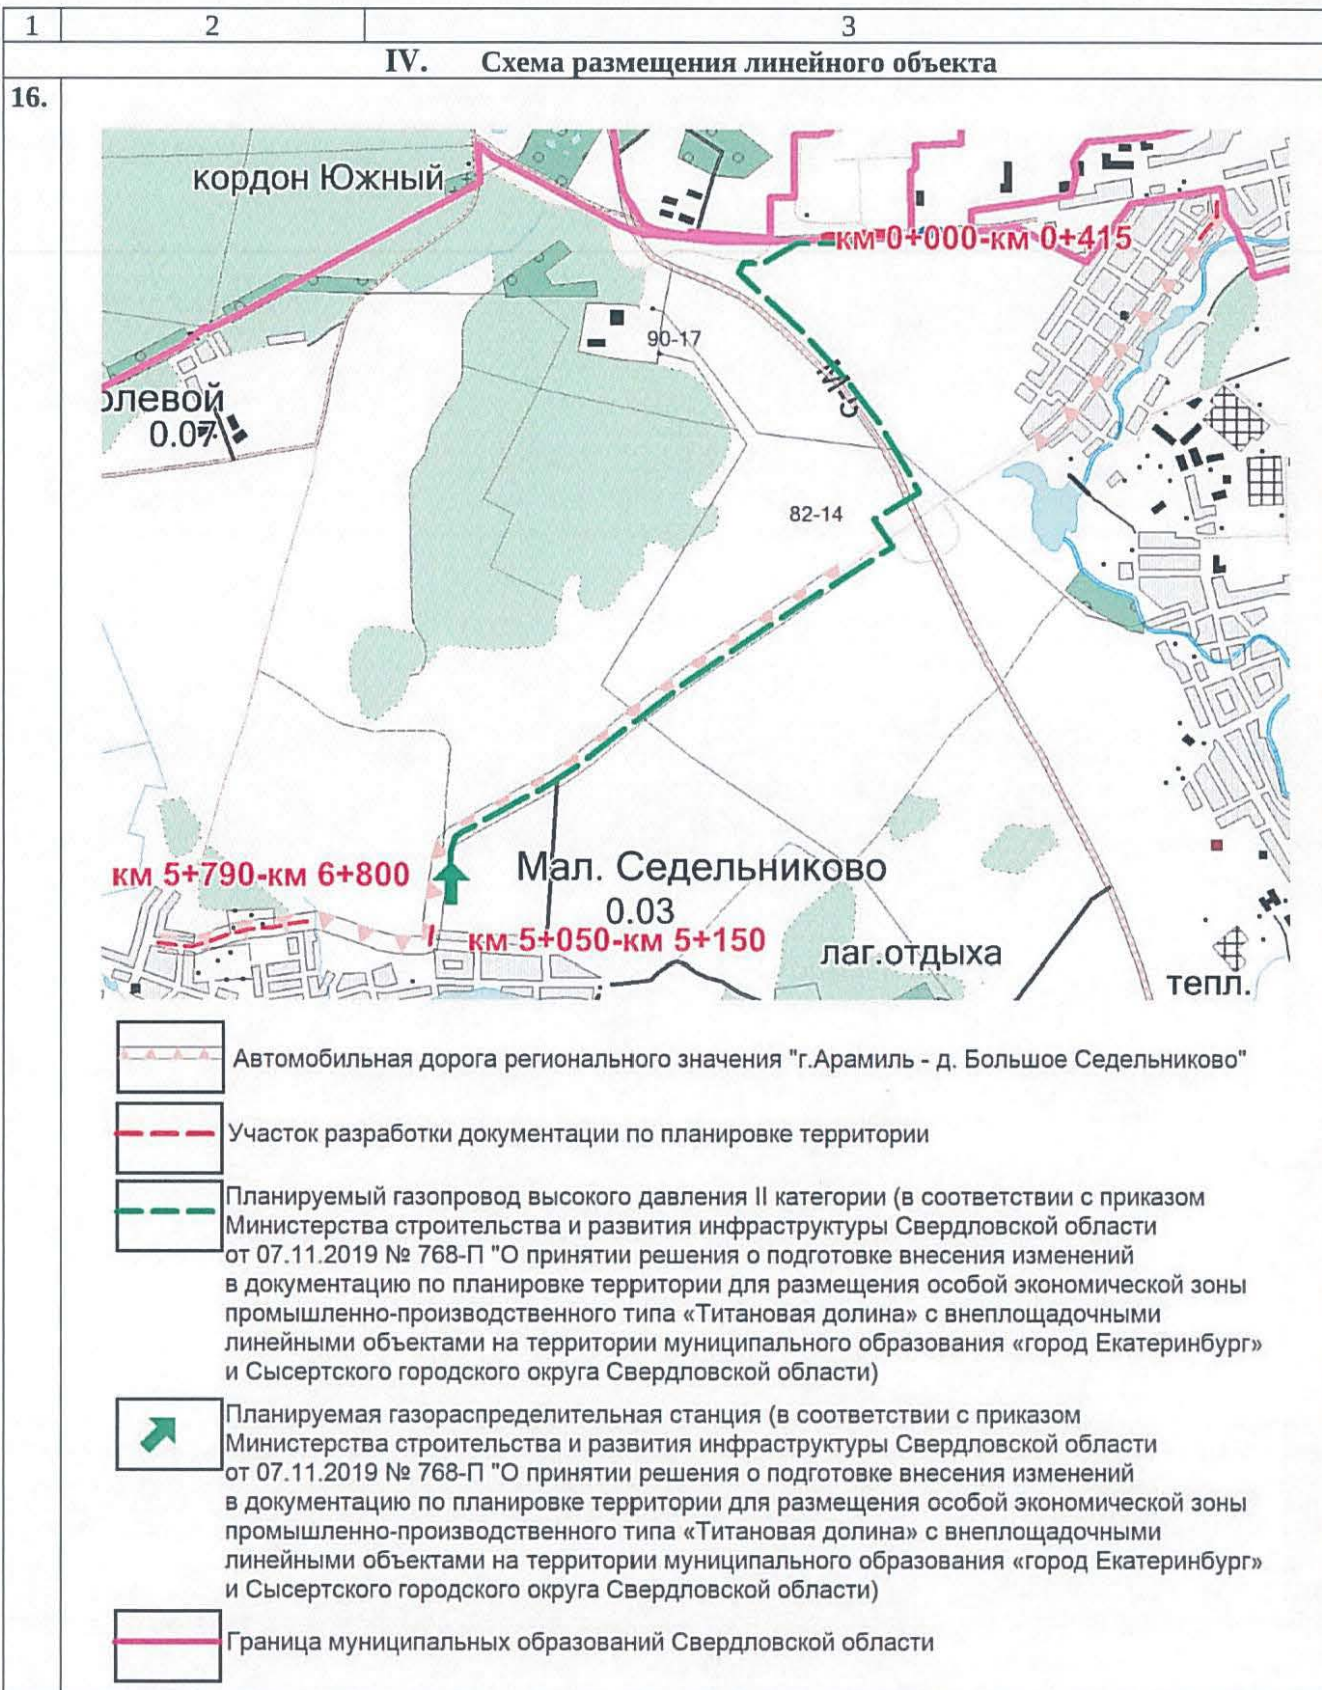 1 2 3
IV. Схема размещения линейного объекта
16.
кордон Южный
км 0+000-км 0+415
90-17
олевой
0.07
82-14
км 5+790-км 6+800
Мал. Седельниково
0.03
км 5+050-км 5+150
лаг.отдыха
тепл.
Автомобильная дорога регионального значения "г.Арамиль - д. Большое Седельниково"
Участок разработки документации по планировке территории
Планируемый газопровод высокого давления II категории (в соответствии с приказом
Министерства строительства и развития инфраструктуры Свердловской области
от 07.11.2019 № 768-П "О принятии решения о подготовке внесения изменений
в документацию по планировке территории для размещения особой экономической зоны
промышленно-производственного типа «Титановая долина» с внеплощадочными
линейными объектами на территории муниципального образования «город Екатеринбург»
и Сысертского городского округа Свердловской области)
Планируемая газораспределительная станция (в соответствии с приказом
Министерства строительства и развития инфраструктуры Свердловской области
от 07.11.2019 № 768-П "О принятии решения о подготовке внесения изменений
в документацию по планировке территории для размещения особой экономической зоны
промышленно-производственного типа «Титановая долина» с внеплощадочными
линейными объектами на территории муниципального образования «город Екатеринбург»
и Сысертского городского округа Свердловской области)
Граница муниципальных образований Свердловской области